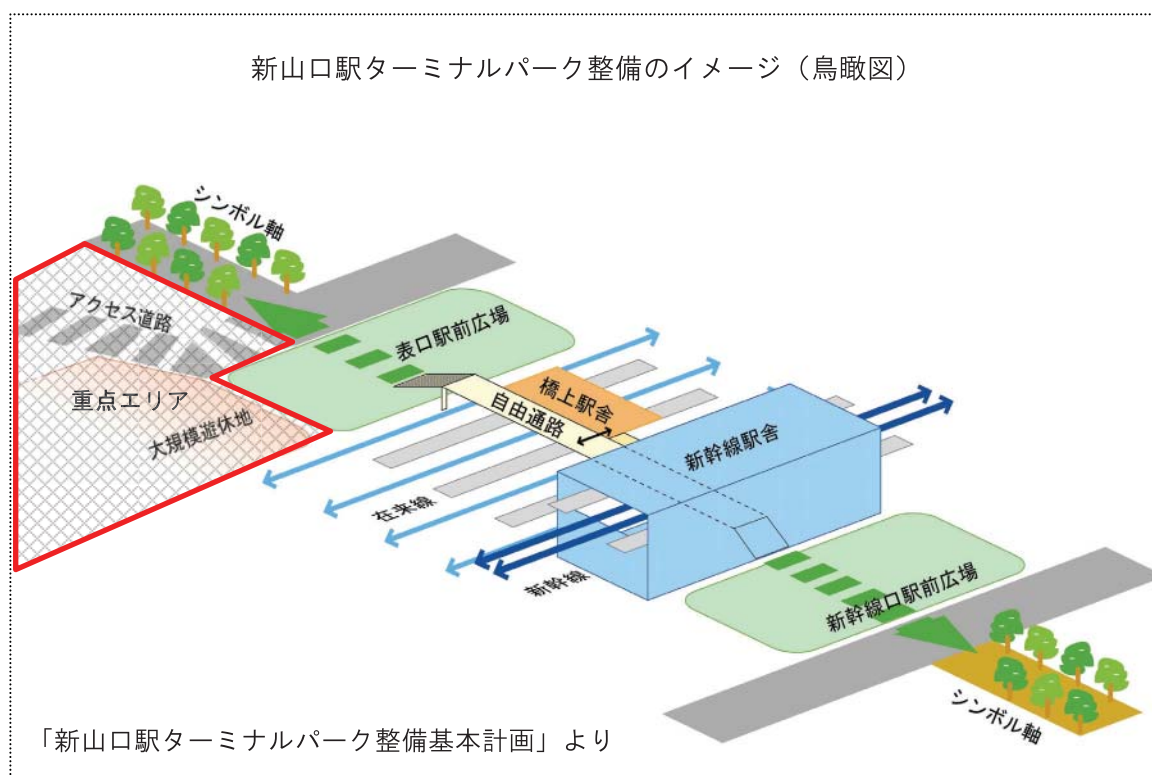 新山口駅ターミナルパーク整備のイメージ（鳥瞰図）
シンボル軸
アクセス道路
表口駅前広場
重点エリア
大規模遊休地
橋上駅舎
自由通路
新幹線駅舎
在来線
新幹線
新幹線口駅前広場
シンボル軸
「新山口駅ターミナルパーク整備基本計画」より